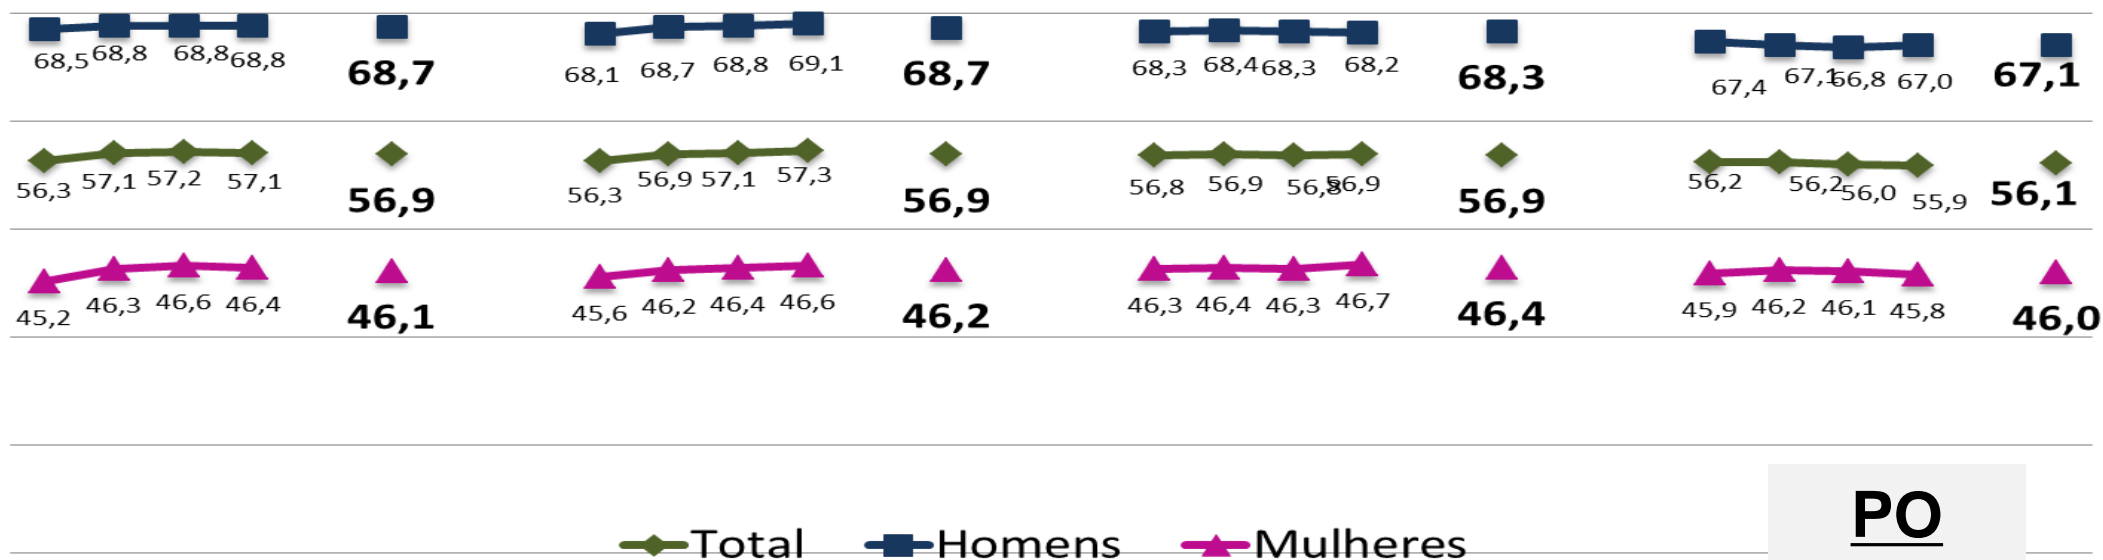 68,5 68,8 68,8 68,8 68,7 68,1 68,7 68,8 69,1 68,7 68,3 68,4 68,3 68,2 68,3 67,4 67,1 66,8 67,0 67,1
56,3 57,1 57,2 57,1 56,9 56,3 56,9 57,1 57,3 56,9 56,8 56,9 56,8 56,9 56,9 56,2 56,2 56,0 55,9 56,1
45,2 46,3 46,6 46,4 46,1 45,6 46,2 46,4 46,6 46,2 46,3 46,4 46,3 46,7 46,4 45,9 46,2 46,1 45,8 46,0
PO
Total Homens Mulheres